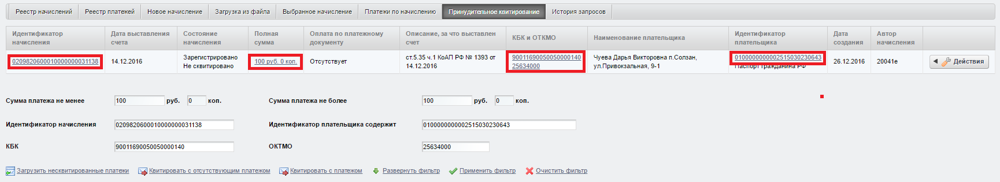 Реестр начислений Реестр платежей Новое начисление Загрузка из файла Выбранное начисление Платежи по начислению Принудительное квитирование История запросов
Идентификатор начисления Дата выставления счета Состояние начисления Полная сумма Оплата по платежному документу Описание, за что выставлен счет КБК и ОТКМО Наименование плательщика Идентификатор плательщика Дата создания Автор начисления
0209820600010000000031138 14.12.2016 Зарегистрировано Не сквитировано 100 руб. 0 коп. Отсутствует ст.5.35 ч.1 КоАП РФ № 1393 от 14.12.2016 90011690050050000140 25634000 Чуева Дарья Викторовна п.Солзан, ул.Привокзальная, 9-1 0100000000002515030230643 Паспорт гражданина РФ 26.12.2016 20041e Действия
Сумма платежа не менее 100 руб. 0 коп. Сумма платежа не более 100 руб. 0 коп.
Идентификатор начисления 0209820600010000000031138 Идентификатор плательщика содержит 0100000000002515030230643
КБК 90011690050050000140 ОКТМО 25634000
Загрузить несквитированные платежи Квитировать с отсутствующим платежом Квитировать с платежом Развернуть фильтр Применить фильтр Очистить фильтр